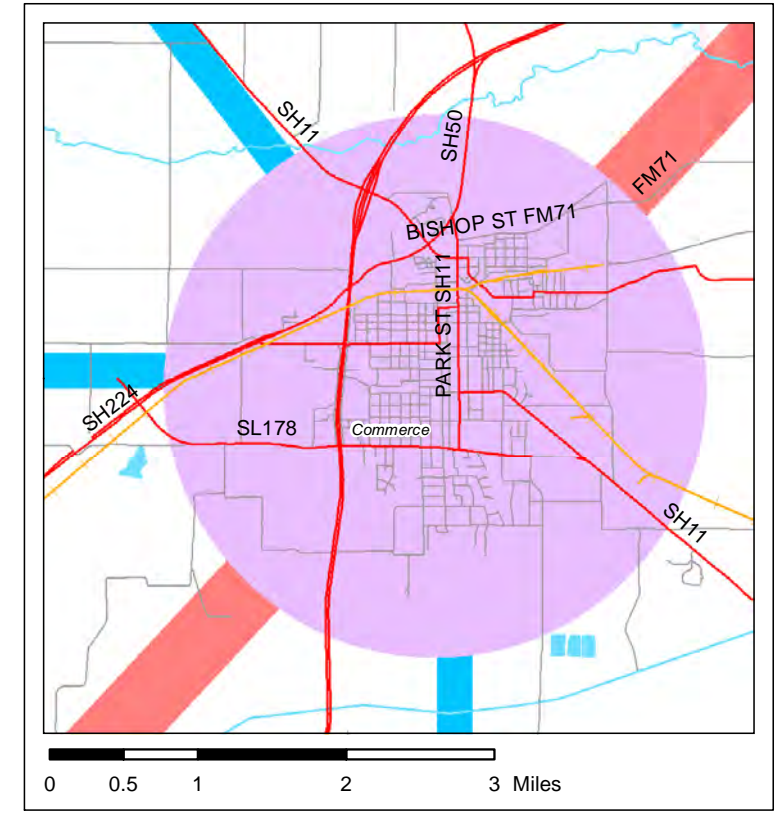 SH11
SH50
FM71
BISHOP ST FM71
PARK ST SH11
SH224
SL178
Commerce
SH11
0 0.5 1 2 3 Miles